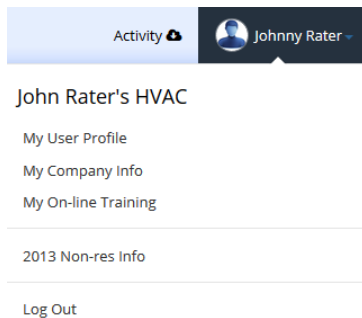 Activity
Johnny Rater
John Rater's HVAC
My User Profile
My Company Info
My On-line Training
2013 Non-res Info
Log Out